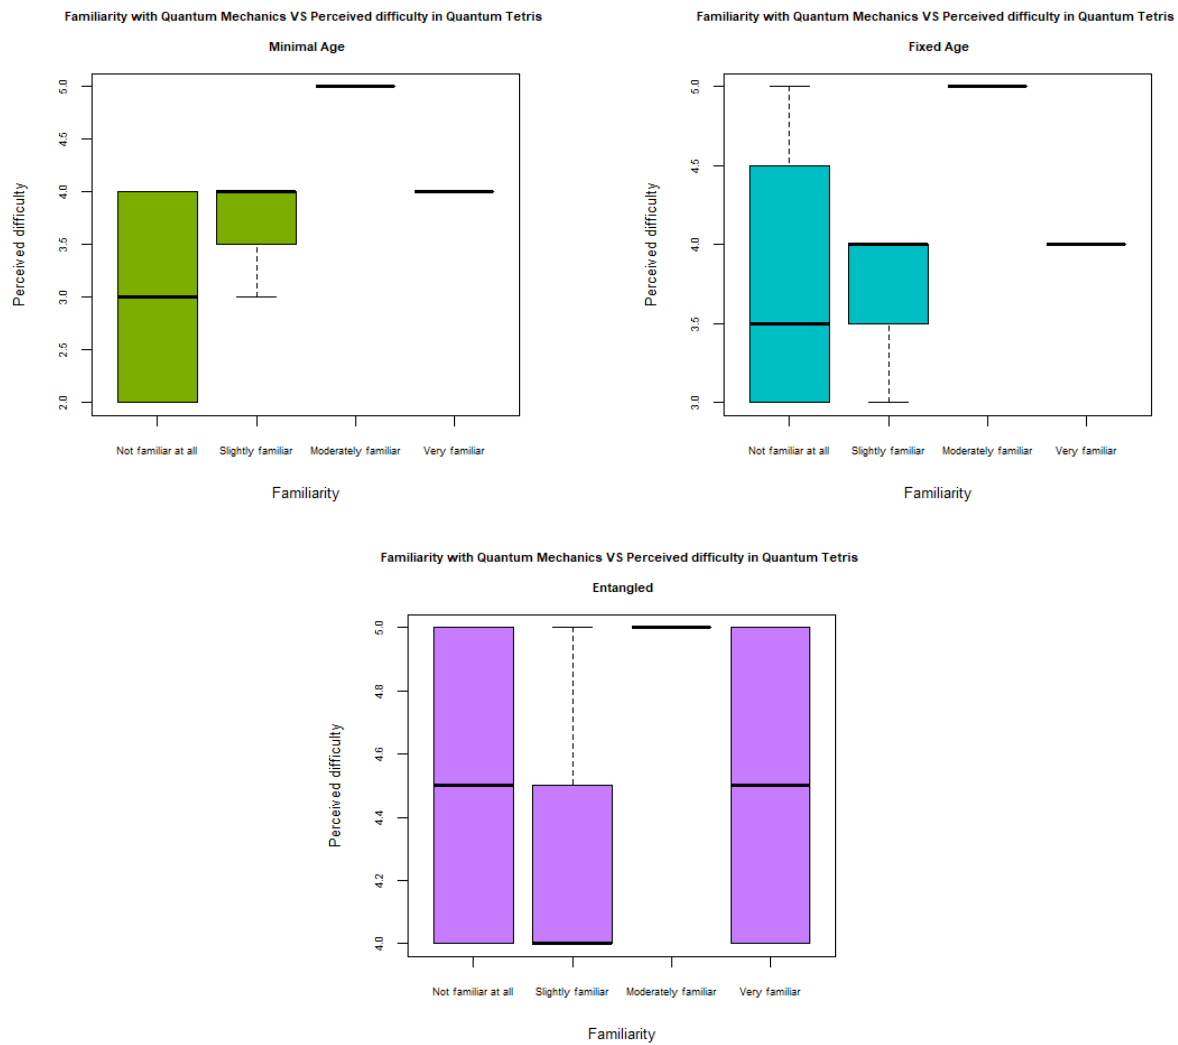 Familiarity with Quantum Mechanics VS Perceived difficulty in Quantum Tetris
Minimal Age
Perceived difficulty
5.0
4.5
4.0
3.5
3.0
2.5
2.0
Not familiar at all Slightly familiar Moderately familiar Very familiar
Familiarity
Familiarity with Quantum Mechanics VS Perceived difficulty in Quantum Tetris
Fixed Age
Perceived difficulty
5.0
4.5
4.0
3.5
3.0
Not familiar at all Slightly familiar Moderately familiar Very familiar
Familiarity
Familiarity with Quantum Mechanics VS Perceived difficulty in Quantum Tetris
Entangled
Perceived difficulty
5.0
4.8
4.6
4.4
4.2
4.0
Not familiar at all Slightly familiar Moderately familiar Very familiar
Familiarity